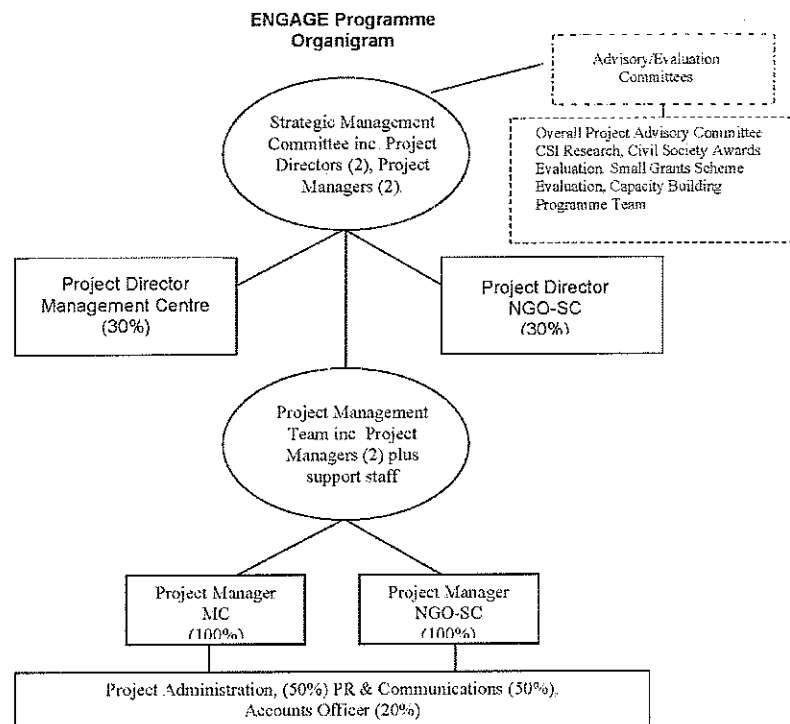 ENGAGE Programme
Organigram
Advisory/Evaluation
Committees
Strategic Management
Committee inc. Project
Directors (2), Project
Managers (2).
Overall Project Advisory Committee
CSI Research, Civil Society Awards
Evaluation. Small Grants Scheme
Evaluation, Capacity Building
Programme Team
Project Director
Management Centre
(30%)
Project Director
NGO-SC
(30%)
Project Management
Team inc Project
Managers (2) plus
support staff
Project Manager
MC
(100%)
Project Manager
NGO-SC
(100%)
Project Administration, (50%) PR & Communications (50%),
Accounts Officer (20%)